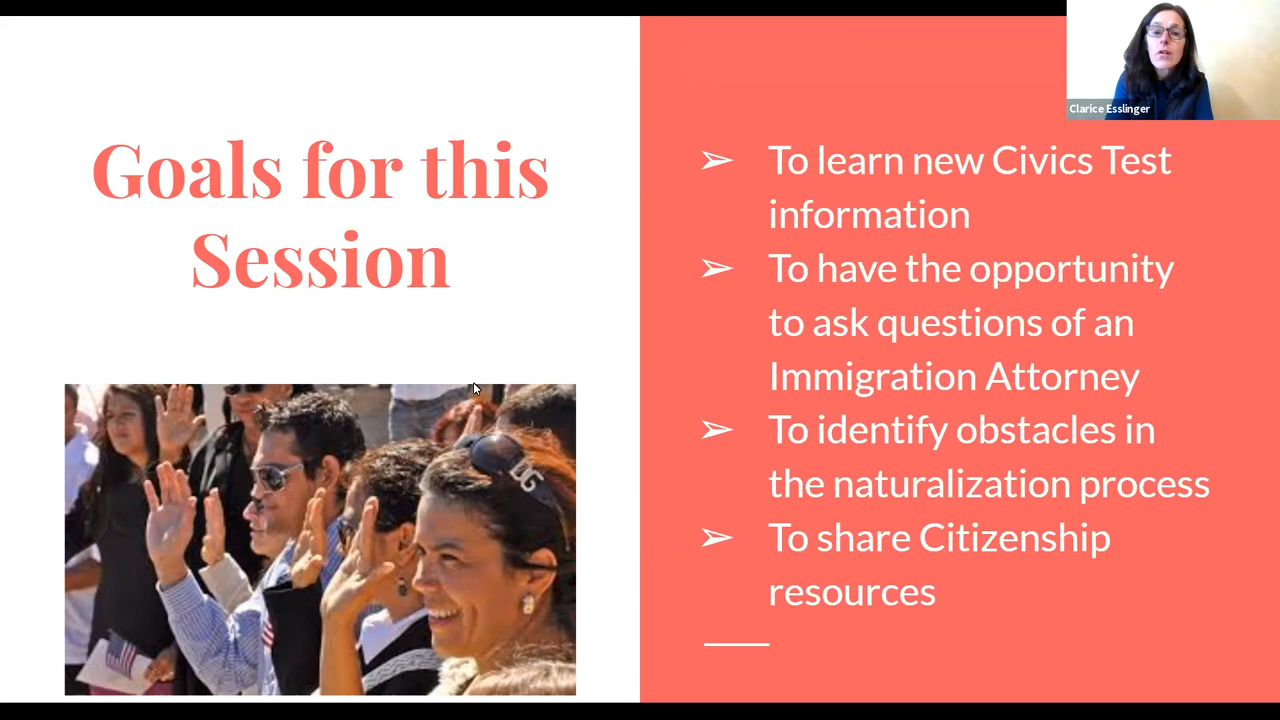 Clarice Esslinger
Goals for this
Session
➢ To learn new Civics Test
information
➢ To have the opportunity
to ask questions of an
Immigration Attorney
➢ To identify obstacles in
the naturalization process
➢ To share Citizenship
resources
DG